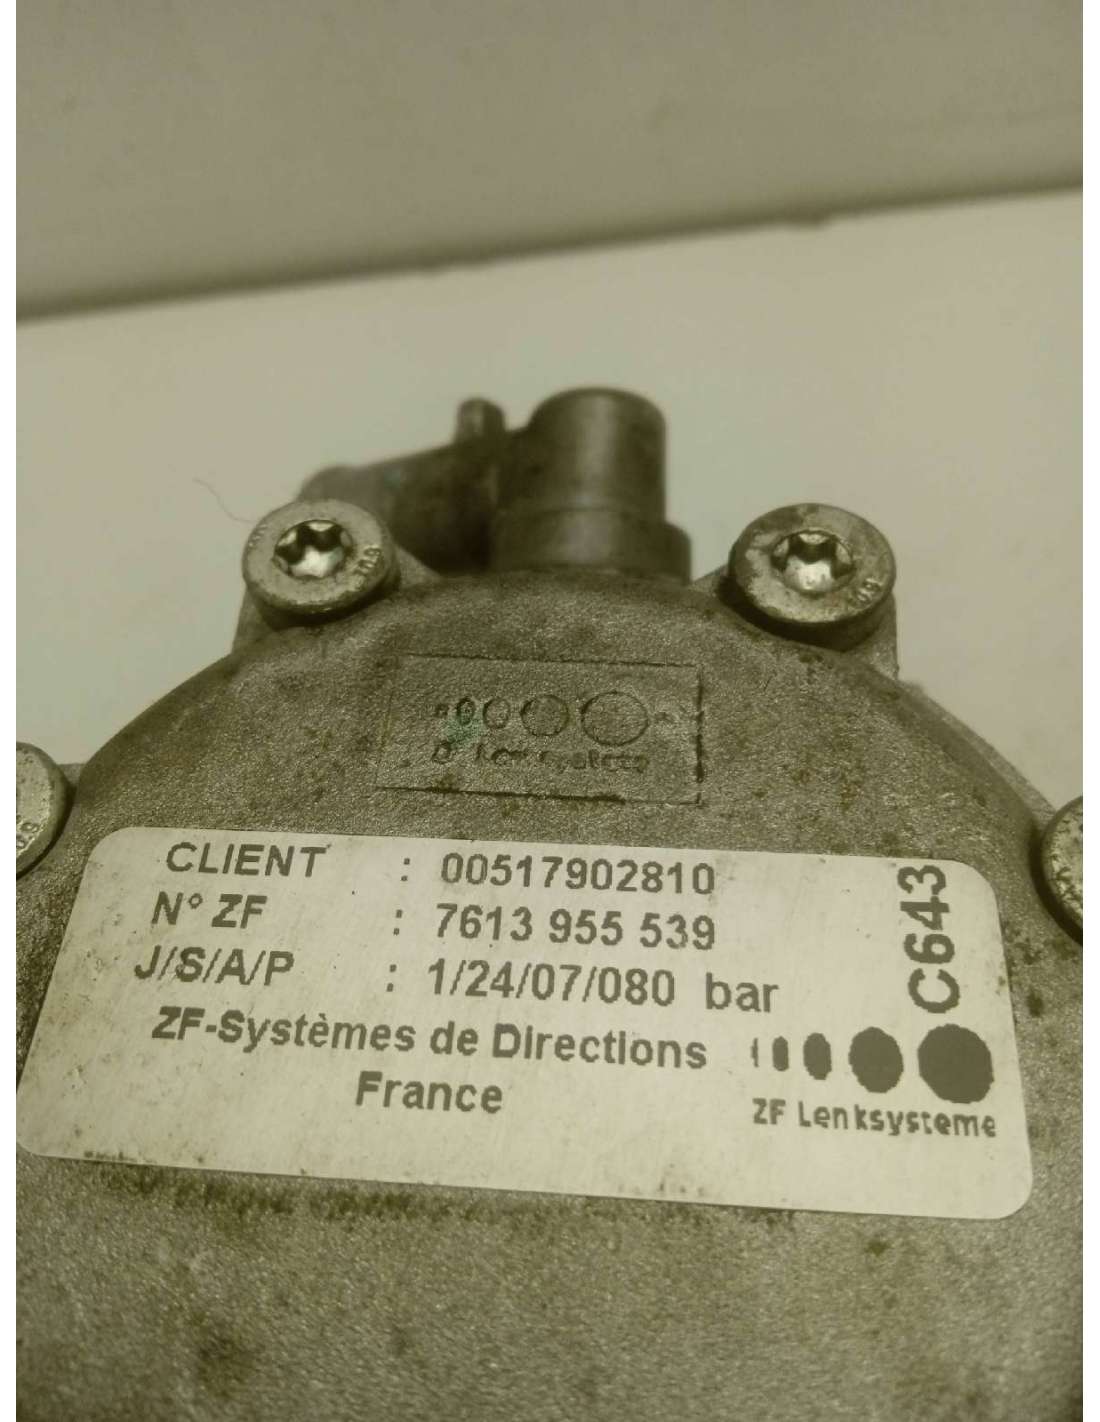 CLIENT : 00517902810
N° ZF : 7613 955 539
J/S/A/P : 1/24/07/080 bar
ZF-Systèmes de Directions
France
C643
ZF Lenksysteme